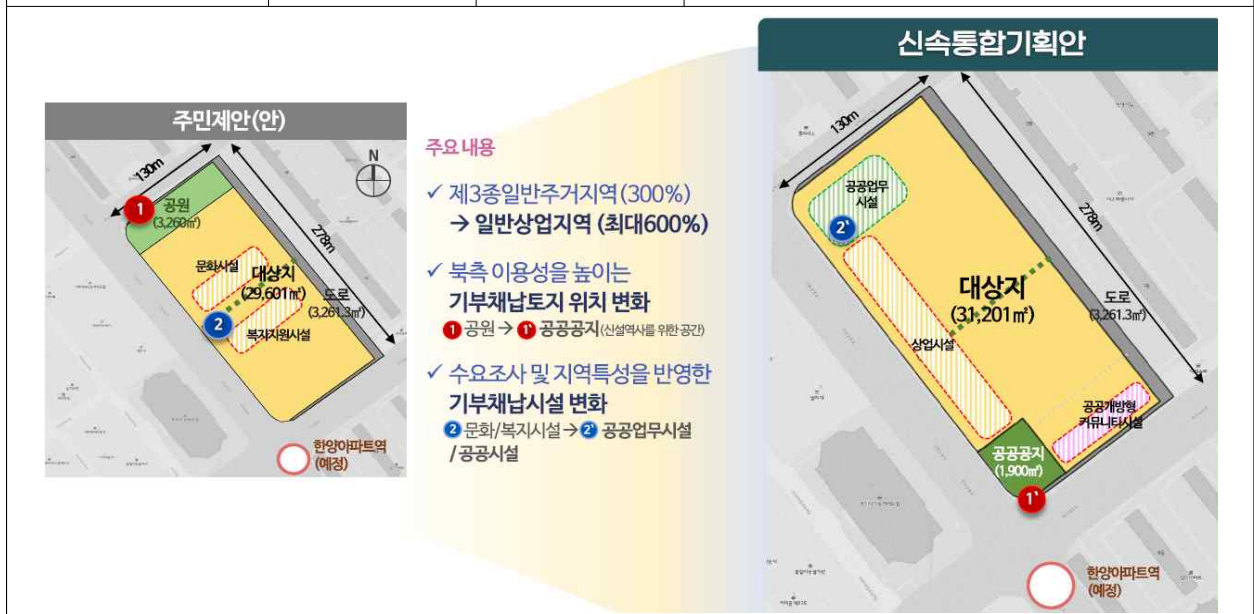 신속통합기획안
주민제안(안)
N
130m
278m
1
공원
(3,260㎡)
문화시설
대상지
(29,601㎡)
도로
(3,261.3㎡)
2
복지지원시설
한양아파트역
(예정)
주요 내용
✓ 제3종일반주거지역(300%)
→ 일반상업지역 (최대600%)
✓ 북측 이용성을 높이는
기부채납토지 위치 변화
1 공원 → 1` 공공공지(신설역사를 위한 공간)
✓ 수요조사 및 지역특성을 반영한
기부채납시설 변화
2 문화/복지시설→2` 공공업무시설
/공공시설
130m
278m
공공업무
시설
2`
대상지
(31,201㎡)
도로
(3,261.3㎡)
상업시설
공공개방형
커뮤니티시설
공공공지
(1,900㎡)
1`
한양아파트역
(예정)